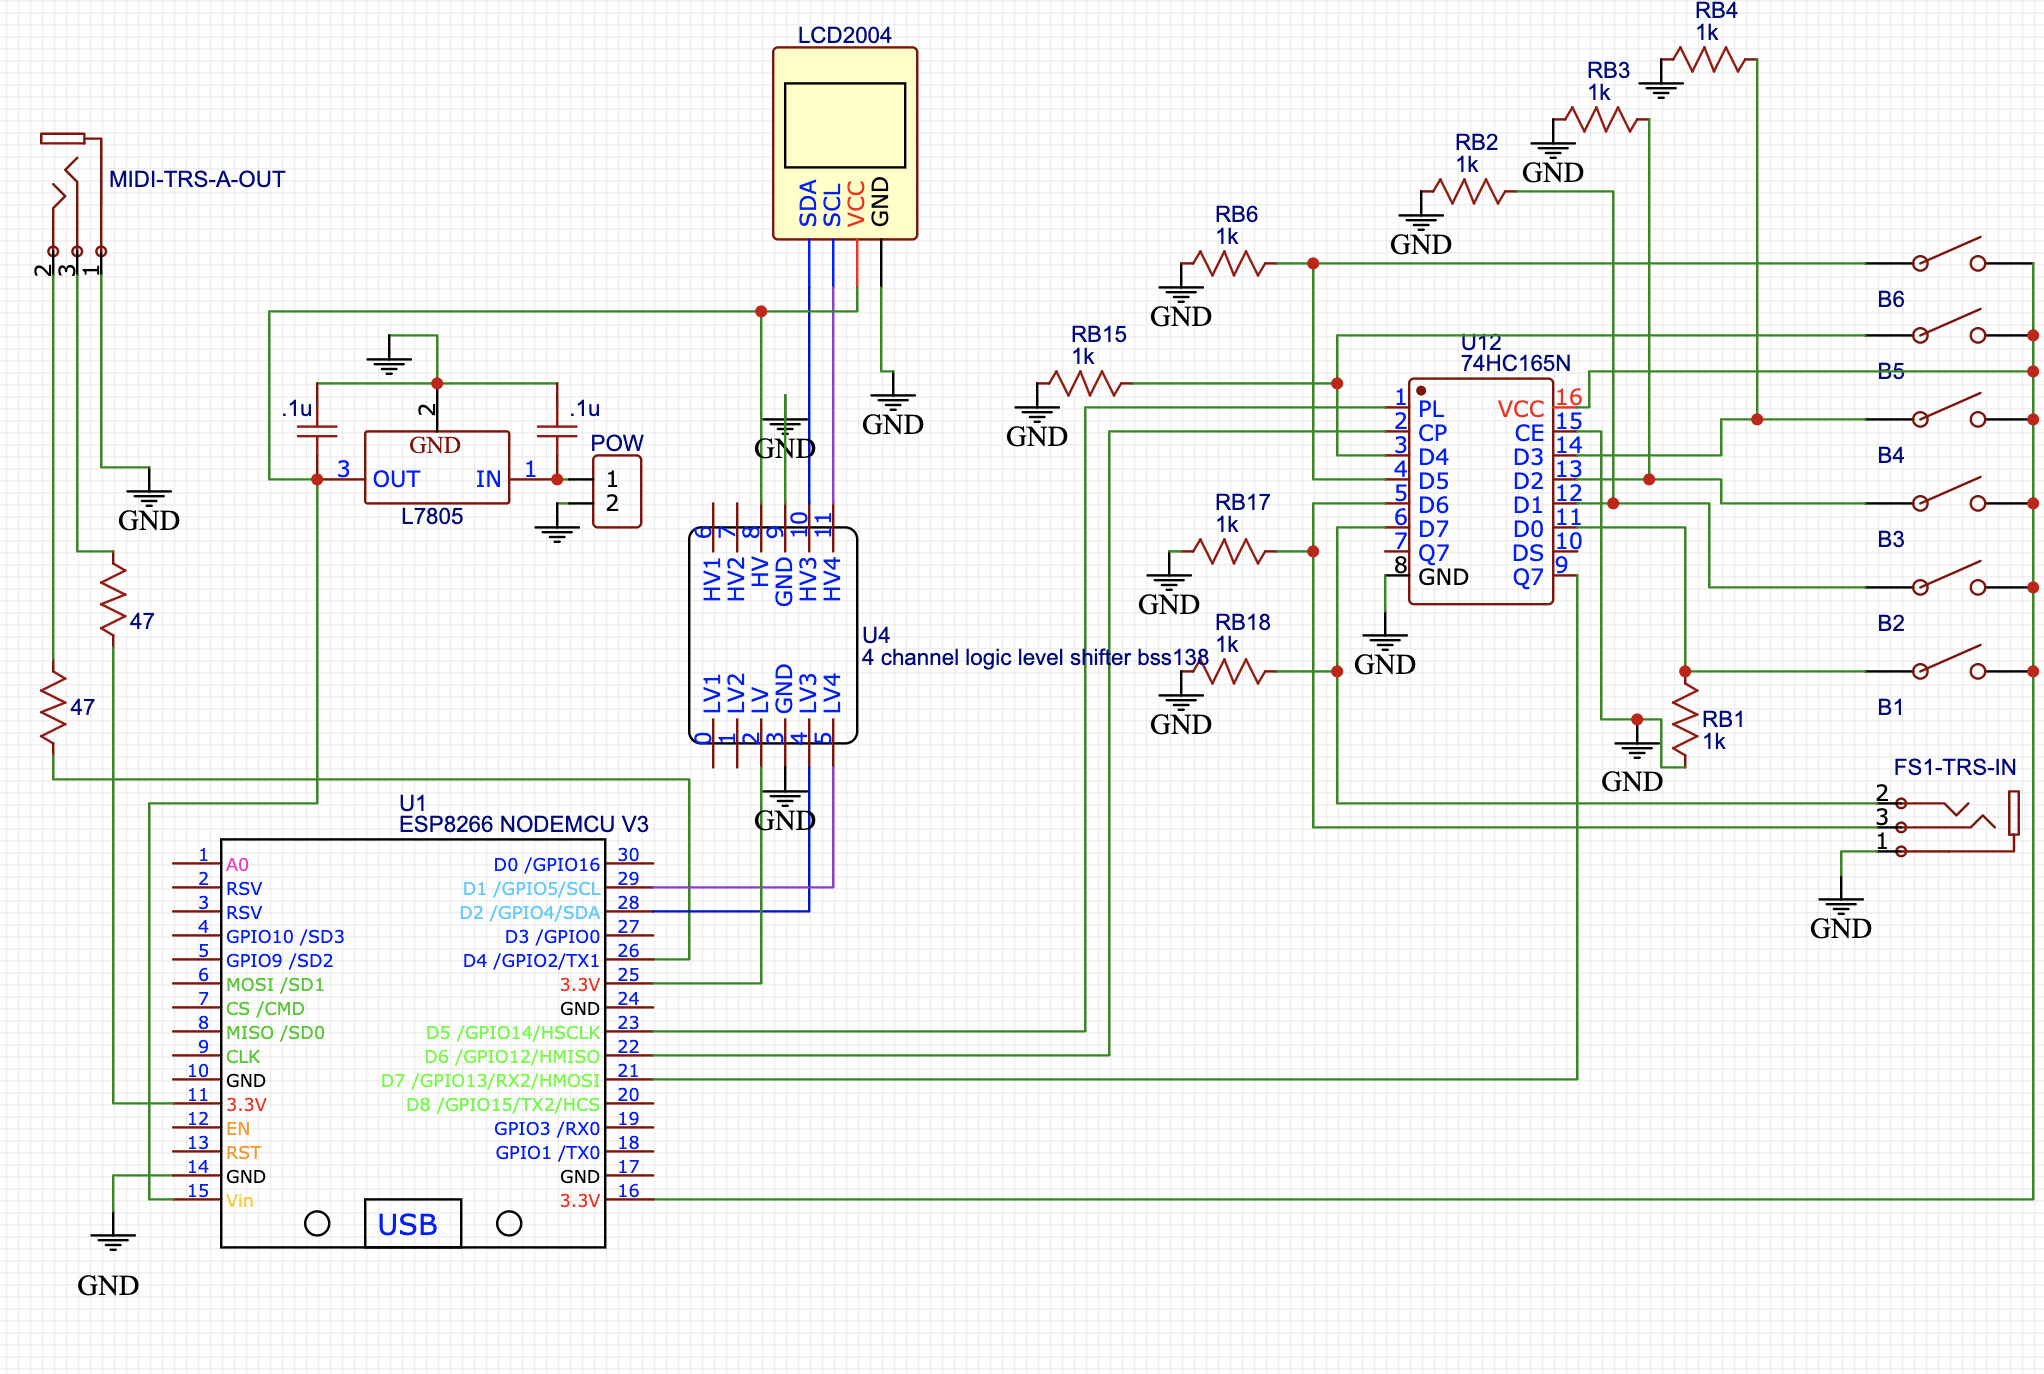 RB4
1k
RB3
1k
GND
RB2
1k
GND
LCD2004
SDA
SCL
VCC
GND
MIDI-TRS-A-OUT
2
3
1
GND
RB6
1k
GND
B6
RB15
1k
GND
B5
U12
74HC165N
1
PL
2
CP
3
D4
4
D5
5
D6
6
D7
7
Q7
8
GND
16
VCC
15
CE
14
D3
13
D2
12
D1
11
D0
10
DS
9
Q7
GND
B4
B3
B2
B1
RB17
1k
GND
RB18
1k
GND
RB1
1k
GND
FS1-TRS-IN
2
3
1
GND
.1u
2
.1u
GND
3
OUT
IN
1
L7805
POW
1
2
GND
GND
6
7
8
9
10
11
HV1
HV2
HV
GND
HV3
HV4
U4
4 channel logic level shifter bss138
LV1
LV2
LV
GND
LV3
LV4
0
1
2
3
4
5
GND
47
47
U1
ESP8266 NODEMCU V3
1
A0
2
RSV
3
RSV
4
GPIO10 /SD3
5
GPIO9 /SD2
6
MOSI /SD1
7
CS /CMD
8
MISO /SD0
9
CLK
10
GND
11
3.3V
12
EN
13
RST
14
GND
15
Vin
30
D0 /GPIO16
29
D1 /GPIO5/SCL
28
D2 /GPIO4/SDA
27
D3 /GPIO0
26
D4 /GPIO2/TX1
25
3.3V
24
GND
23
D5 /GPIO14/HSCLK
22
D6 /GPIO12/HMISO
21
D7 /GPIO13/RX2/HMOSI
20
D8 /GPIO15/TX2/HCS
19
GPIO3 /RX0
18
GPIO1 /TX0
17
GND
16
3.3V
USB
GND